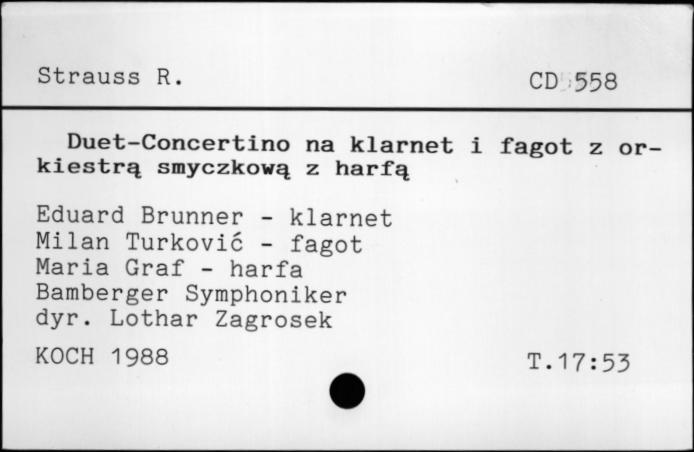 Strauss R.
CD 558
Duet-Concertino na klarnet i fagot z or-
kiestrą smyczkową z harfą
Eduard Brunner - klarnet
Milan Turković - fagot
Maria Graf - harfa
Bamberger Symphoniker
dyr. Lothar Zagrosek
KOCH 1988
T.17:53